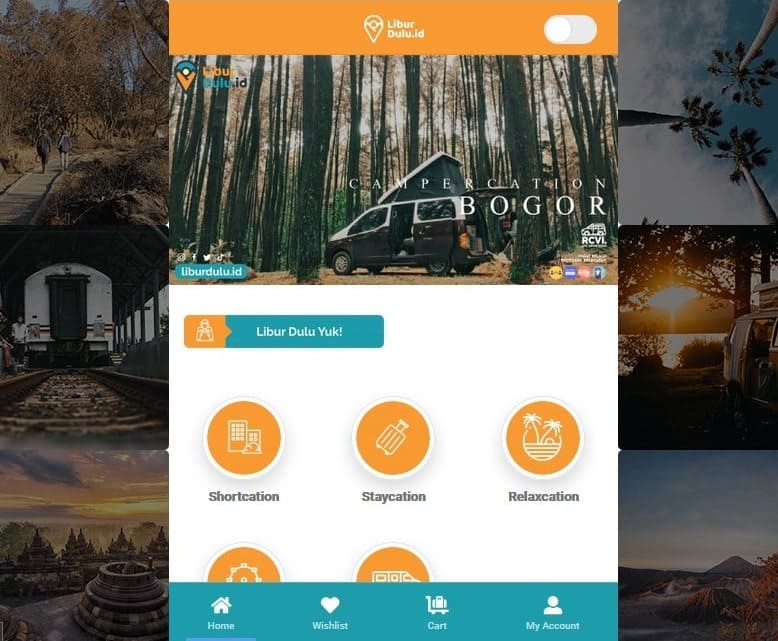 Libur
Dulu.id
Libur
Dulu.id
CAMPERCATION
BOGOR
RCVI
liburdulu.id
Libur Dulu Yuk!
Shortcation
Staycation
Relaxcation
Home
Wishlist
Cart
My Account